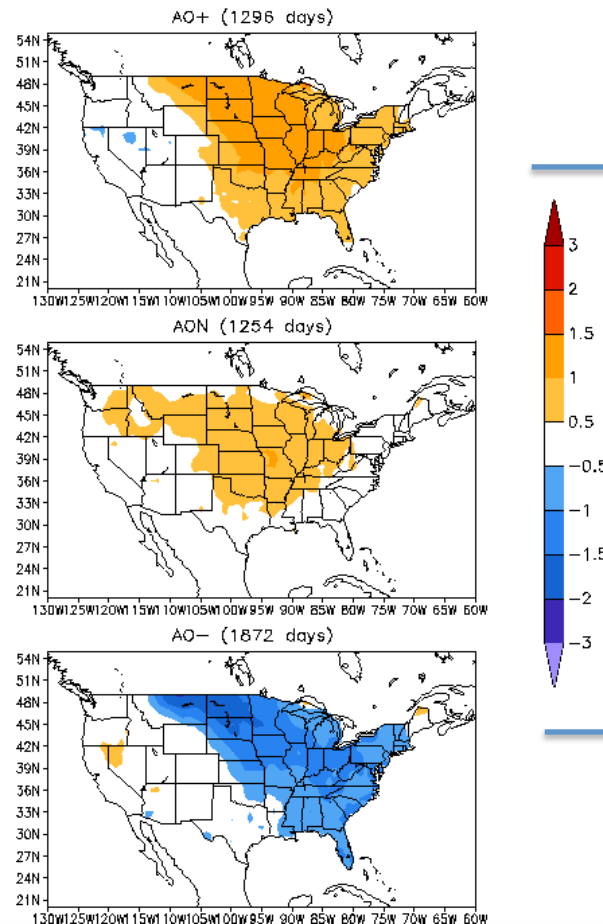 AO+ (1296 days)
54N
51N
48N
45N
42N
39N
36N
33N
30N
27N
24N
21N
130W125W120W115W110W105W100W95W 90W 85W 80W 75W 70W 65W 60W
AON (1254 days)
54N
51N
48N
45N
42N
39N
36N
33N
30N
27N
24N
21N
130W125W120W115W110W105W100W95W 90W 85W 80W 75W 70W 65W 60W
AO− (1872 days)
54N
51N
48N
45N
42N
39N
36N
33N
30N
27N
24N
21N
130W125W120W115W110W105W100W95W 90W 85W 80W 75W 70W 65W 60W
3
2
1.5
1
0.5
−0.5
−1
−1.5
−2
−3